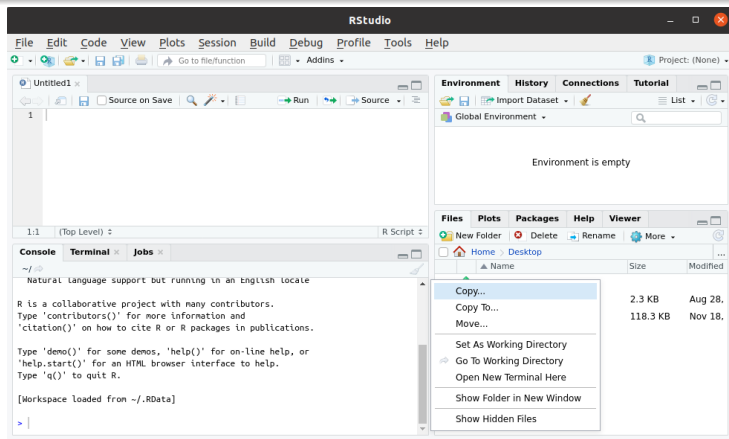 RStudio
File Edit Code View Plots Session Build Debug Profile Tools Help
Go to file/function Addins Project: (None)
Untitled1
Source on Save Run Source
1
1:1 (Top Level) R Script
Console Terminal Jobs
~/
Natural language support but running in an English locale
R is a collaborative project with many contributors.
Type 'contributors()' for more information and
'citation()' on how to cite R or R packages in publications.
Type 'demo()' for some demos, 'help()' for on-line help, or
'help.start()' for an HTML browser interface to help.
Type 'q()' to quit R.
[Workspace loaded from ~/.RData]
>
Environment History Connections Tutorial
Import Dataset List
Global Environment
Environment is empty
Files Plots Packages Help Viewer
New Folder Delete Rename More
Home Desktop ...
Name Size Modified
2.3 KB Aug 28,
118.3 KB Nov 18,
Copy...
Copy To...
Move...
Set As Working Directory
Go To Working Directory
Open New Terminal Here
Show Folder in New Window
Show Hidden Files